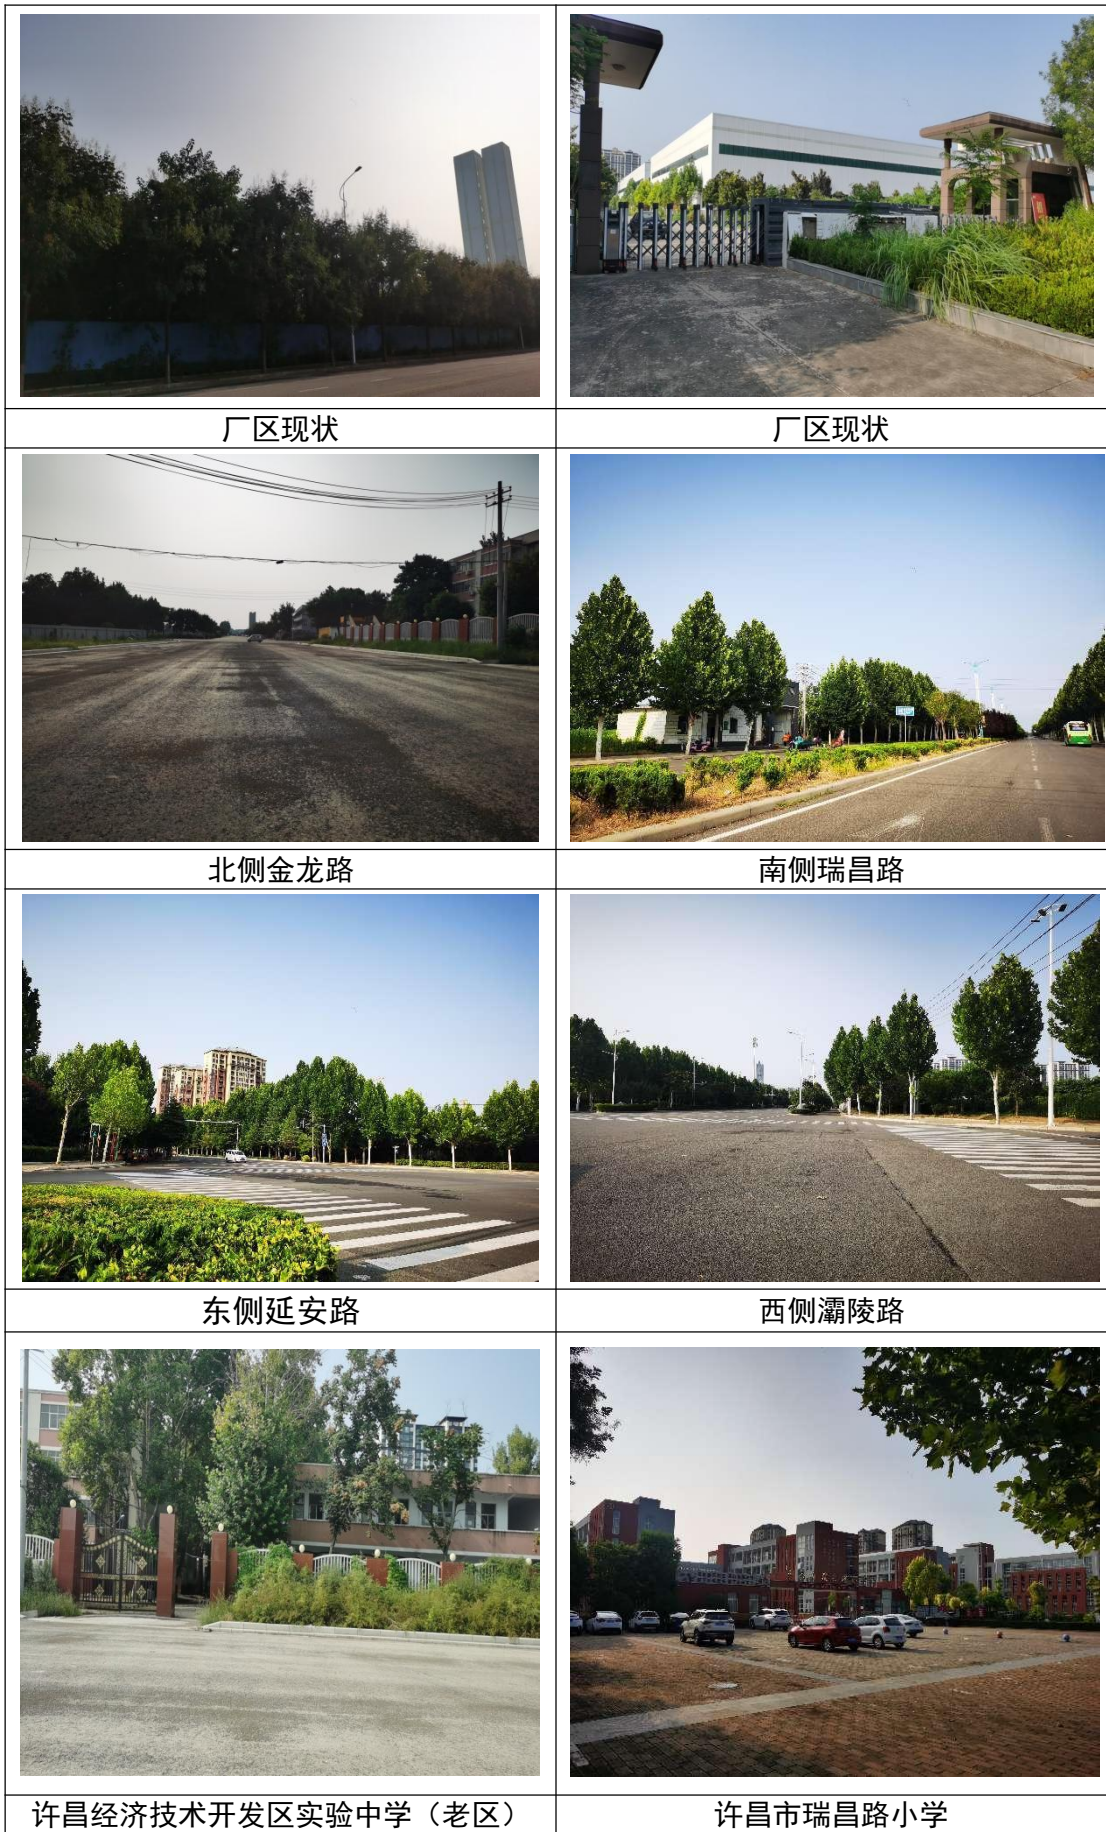 厂区现状
厂区现状
北侧金龙路
南侧瑞昌路
东侧延安路
西侧灞陵路
许昌经济技术开发区实验中学（老区）
许昌市瑞昌路小学